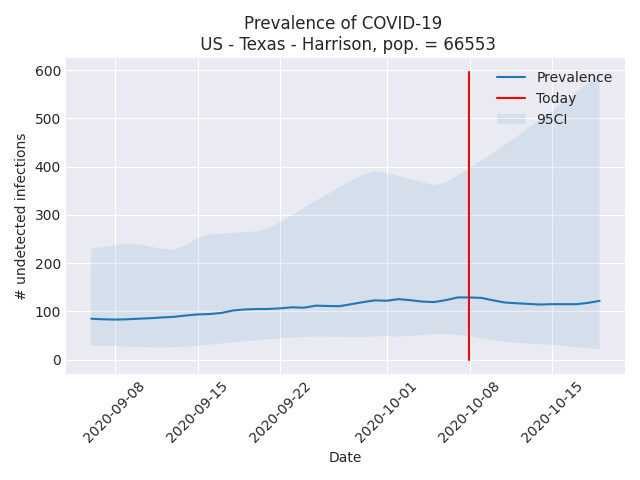 Prevalence of COVID-19
US - Texas - Harrison, pop. = 66553
600
500
400
300
200
100
0
# undetected infections
Prevalence
Today
95CI
2020-09-08
2020-09-15
2020-09-22
2020-10-01
2020-10-08
2020-10-15
Date